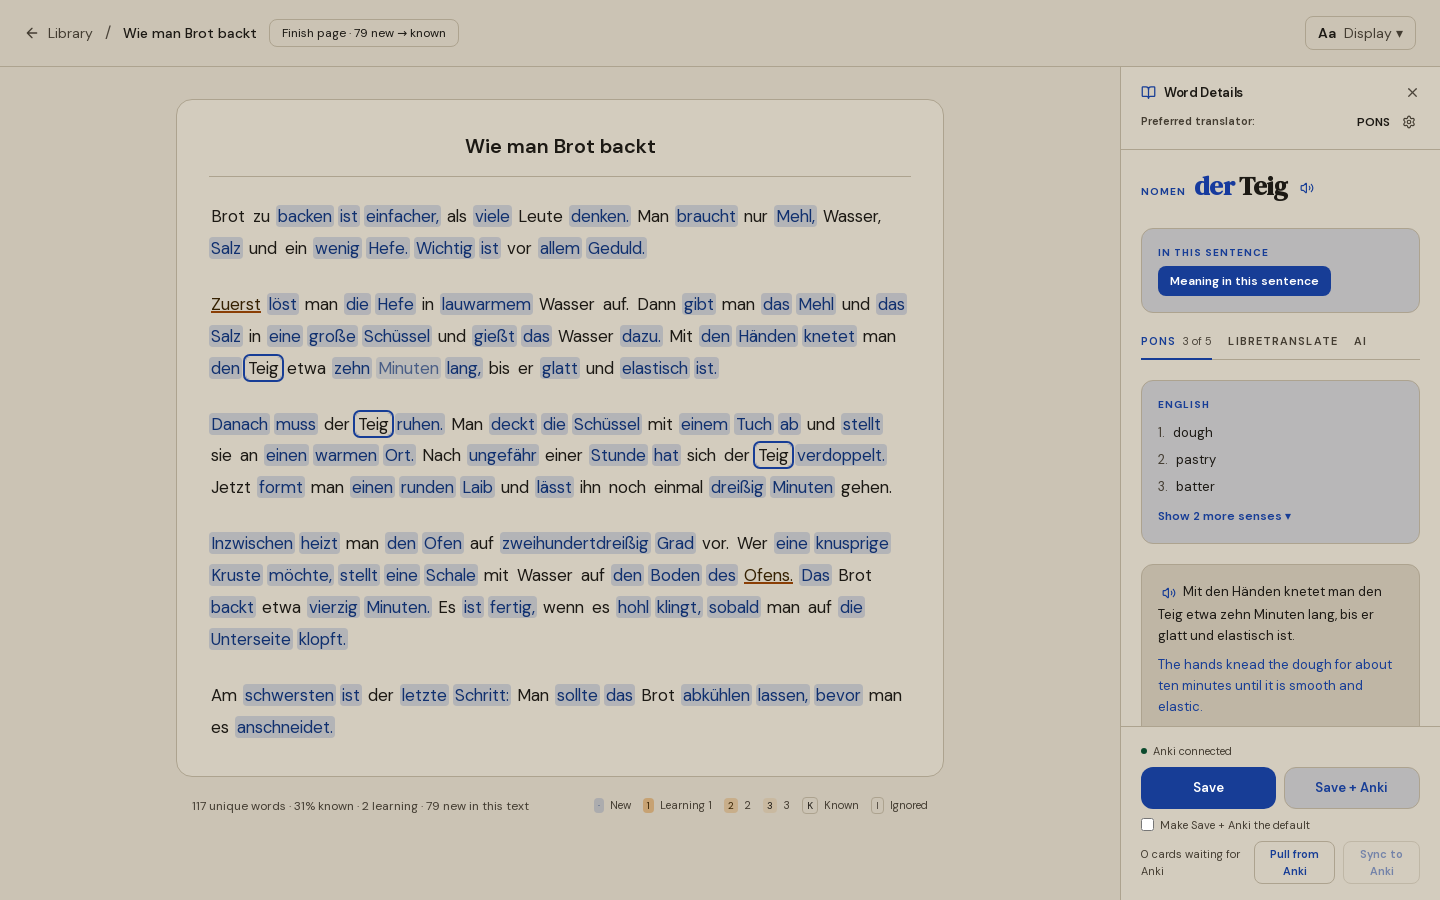 Library / Wie man Brot backt Finish page · 79 new → known Aa Display ▾
Wie man Brot backt
Brot zu backen ist einfacher, als viele Leute denken. Man braucht nur Mehl, Wasser,
Salz und ein wenig Hefe. Wichtig ist vor allem Geduld.
Zuerst löst man die Hefe in lauwarmem Wasser auf. Dann gibt man das Mehl und das
Salz in eine große Schüssel und gießt das Wasser dazu. Mit den Händen knetet man
den Teig etwa zehn Minuten lang, bis er glatt und elastisch ist.
Danach muss der Teig ruhen. Man deckt die Schüssel mit einem Tuch ab und stellt
sie an einen warmen Ort. Nach ungefähr einer Stunde hat sich der Teig verdoppelt.
Jetzt formt man einen runden Laib und lässt ihn noch einmal dreißig Minuten gehen.
Inzwischen heizt man den Ofen auf zweihundertdreißig Grad vor. Wer eine knusprige
Kruste möchte, stellt eine Schale mit Wasser auf den Boden des Ofens. Das Brot
backt etwa vierzig Minuten. Es ist fertig, wenn es hohl klingt, sobald man auf die
Unterseite klopft.
Am schwersten ist der letzte Schritt: Man sollte das Brot abkühlen lassen, bevor man
es anschneidet.
117 unique words · 31% known · 2 learning · 79 new in this text
· New 1 Learning 1 2 2 3 3 K Known I Ignored
Word Details
Preferred translator: PONS
NOMEN der Teig
IN THIS SENTENCE
Meaning in this sentence
PONS 3 of 5 LIBRETRANSLATE AI
ENGLISH
1. dough
2. pastry
3. batter
Show 2 more senses ▾
Mit den Händen knetet man den
Teig etwa zehn Minuten lang, bis er
glatt und elastisch ist.
The hands knead the dough for about
ten minutes until it is smooth and
elastic.
Anki connected
Save Save + Anki
Make Save + Anki the default
0 cards waiting for
Anki
Pull from
Anki
Sync to
Anki